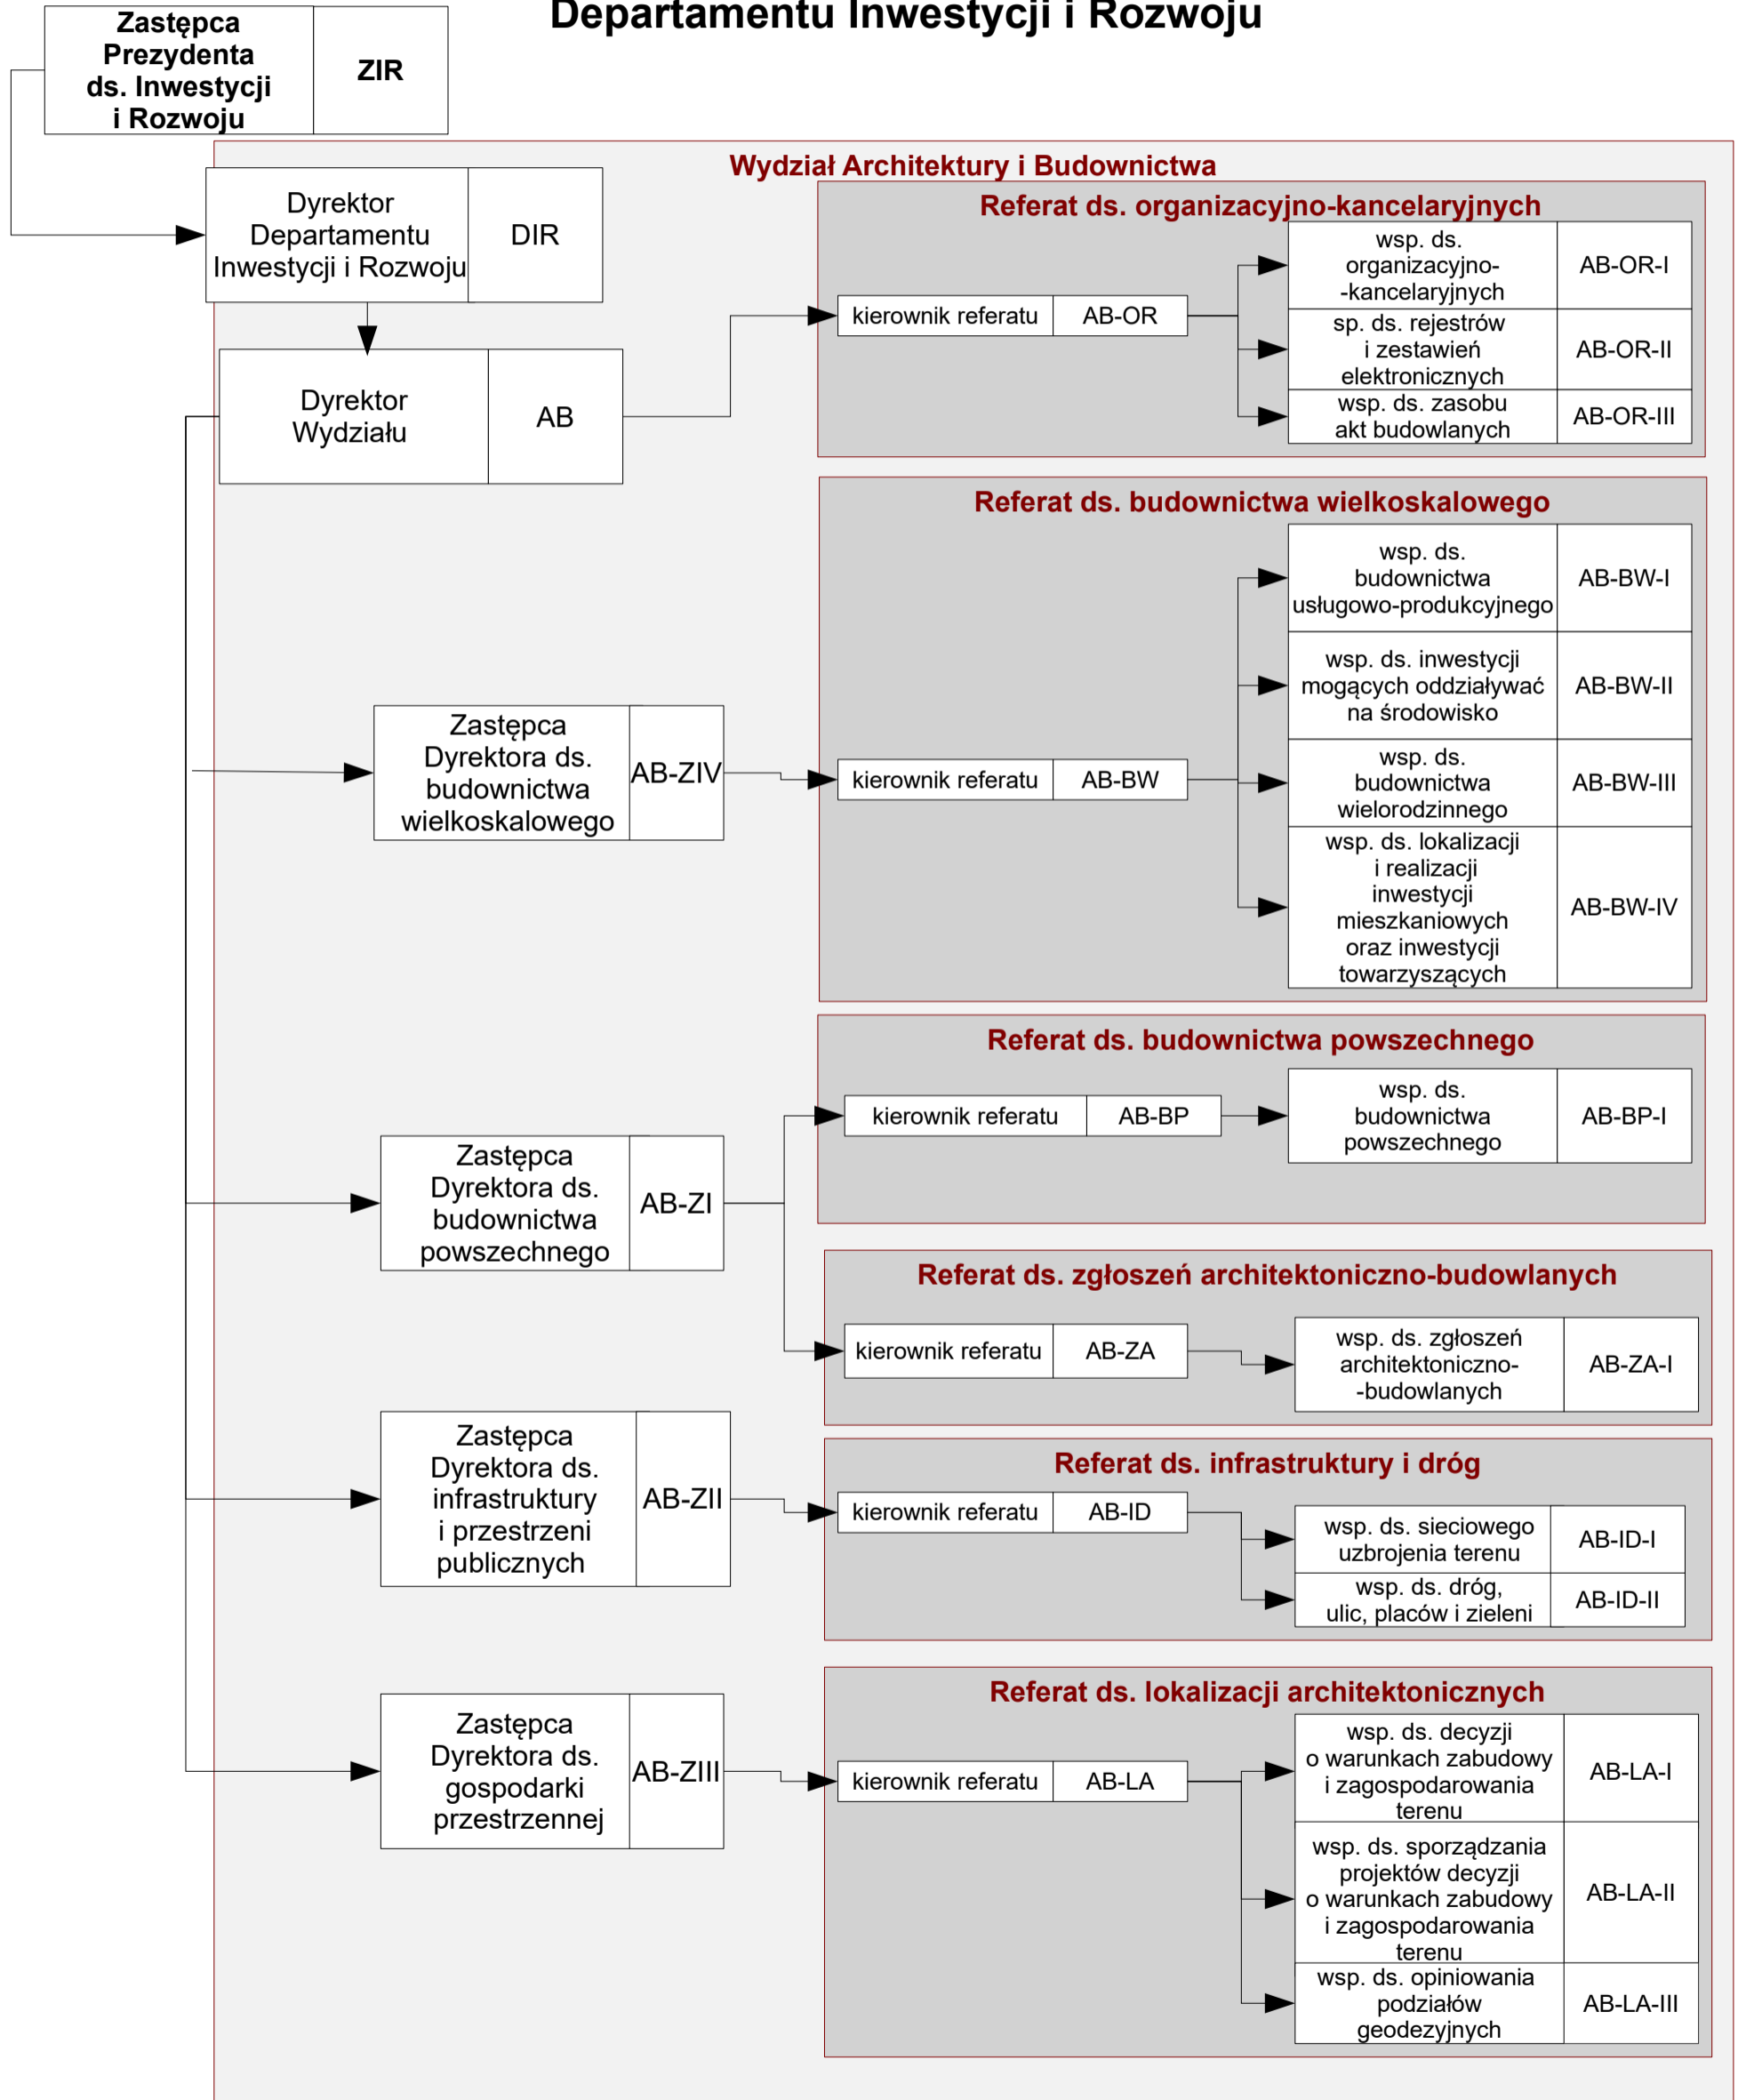 Departamentu Inwestycji i Rozwoju
Zastępca
Prezydenta
ds. Inwestycji
i Rozwoju
ZIR
Wydział Architektury i Budownictwa
Dyrektor
Departamentu
Inwestycji i Rozwoju
DIR
Dyrektor
Wydziału
AB
Referat ds. organizacyjno-kancelaryjnych
kierownik referatu
AB-OR
wsp. ds.
organizacyjno-
-kancelaryjnych
AB-OR-I
sp. ds. rejestrów
i zestawień
elektronicznych
AB-OR-II
wsp. ds. zasobu
akt budowlanych
AB-OR-III
Referat ds. budownictwa wielkoskalowego
Zastępca
Dyrektora ds.
budownictwa
wielkoskalowego
AB-ZIV
kierownik referatu
AB-BW
wsp. ds.
budownictwa
usługowo-produkcyjnego
AB-BW-I
wsp. ds. inwestycji
mogących oddziaływać
na środowisko
AB-BW-II
wsp. ds.
budownictwa
wielorodzinnego
AB-BW-III
wsp. ds. lokalizacji
i realizacji
inwestycji
mieszkaniowych
oraz inwestycji
towarzyszących
AB-BW-IV
Referat ds. budownictwa powszechnego
Zastępca
Dyrektora ds.
budownictwa
powszechnego
AB-ZI
kierownik referatu
AB-BP
wsp. ds.
budownictwa
powszechnego
AB-BP-I
Referat ds. zgłoszeń architektoniczno-budowlanych
kierownik referatu
AB-ZA
wsp. ds. zgłoszeń
architektoniczno-
-budowlanych
AB-ZA-I
Zastępca
Dyrektora ds.
infrastruktury
i przestrzeni
publicznych
AB-ZII
Referat ds. infrastruktury i dróg
kierownik referatu
AB-ID
wsp. ds. sieciowego
uzbrojenia terenu
AB-ID-I
wsp. ds. dróg,
ulic, placów i zieleni
AB-ID-II
Referat ds. lokalizacji architektonicznych
Zastępca
Dyrektora ds.
gospodarki
przestrzennej
AB-ZIII
kierownik referatu
AB-LA
wsp. ds. decyzji
o warunkach zabudowy
i zagospodarowania
terenu
AB-LA-I
wsp. ds. sporządzania
projektów decyzji
o warunkach zabudowy
i zagospodarowania
terenu
AB-LA-II
wsp. ds. opiniowania
podziałów
geodezyjnych
AB-LA-III